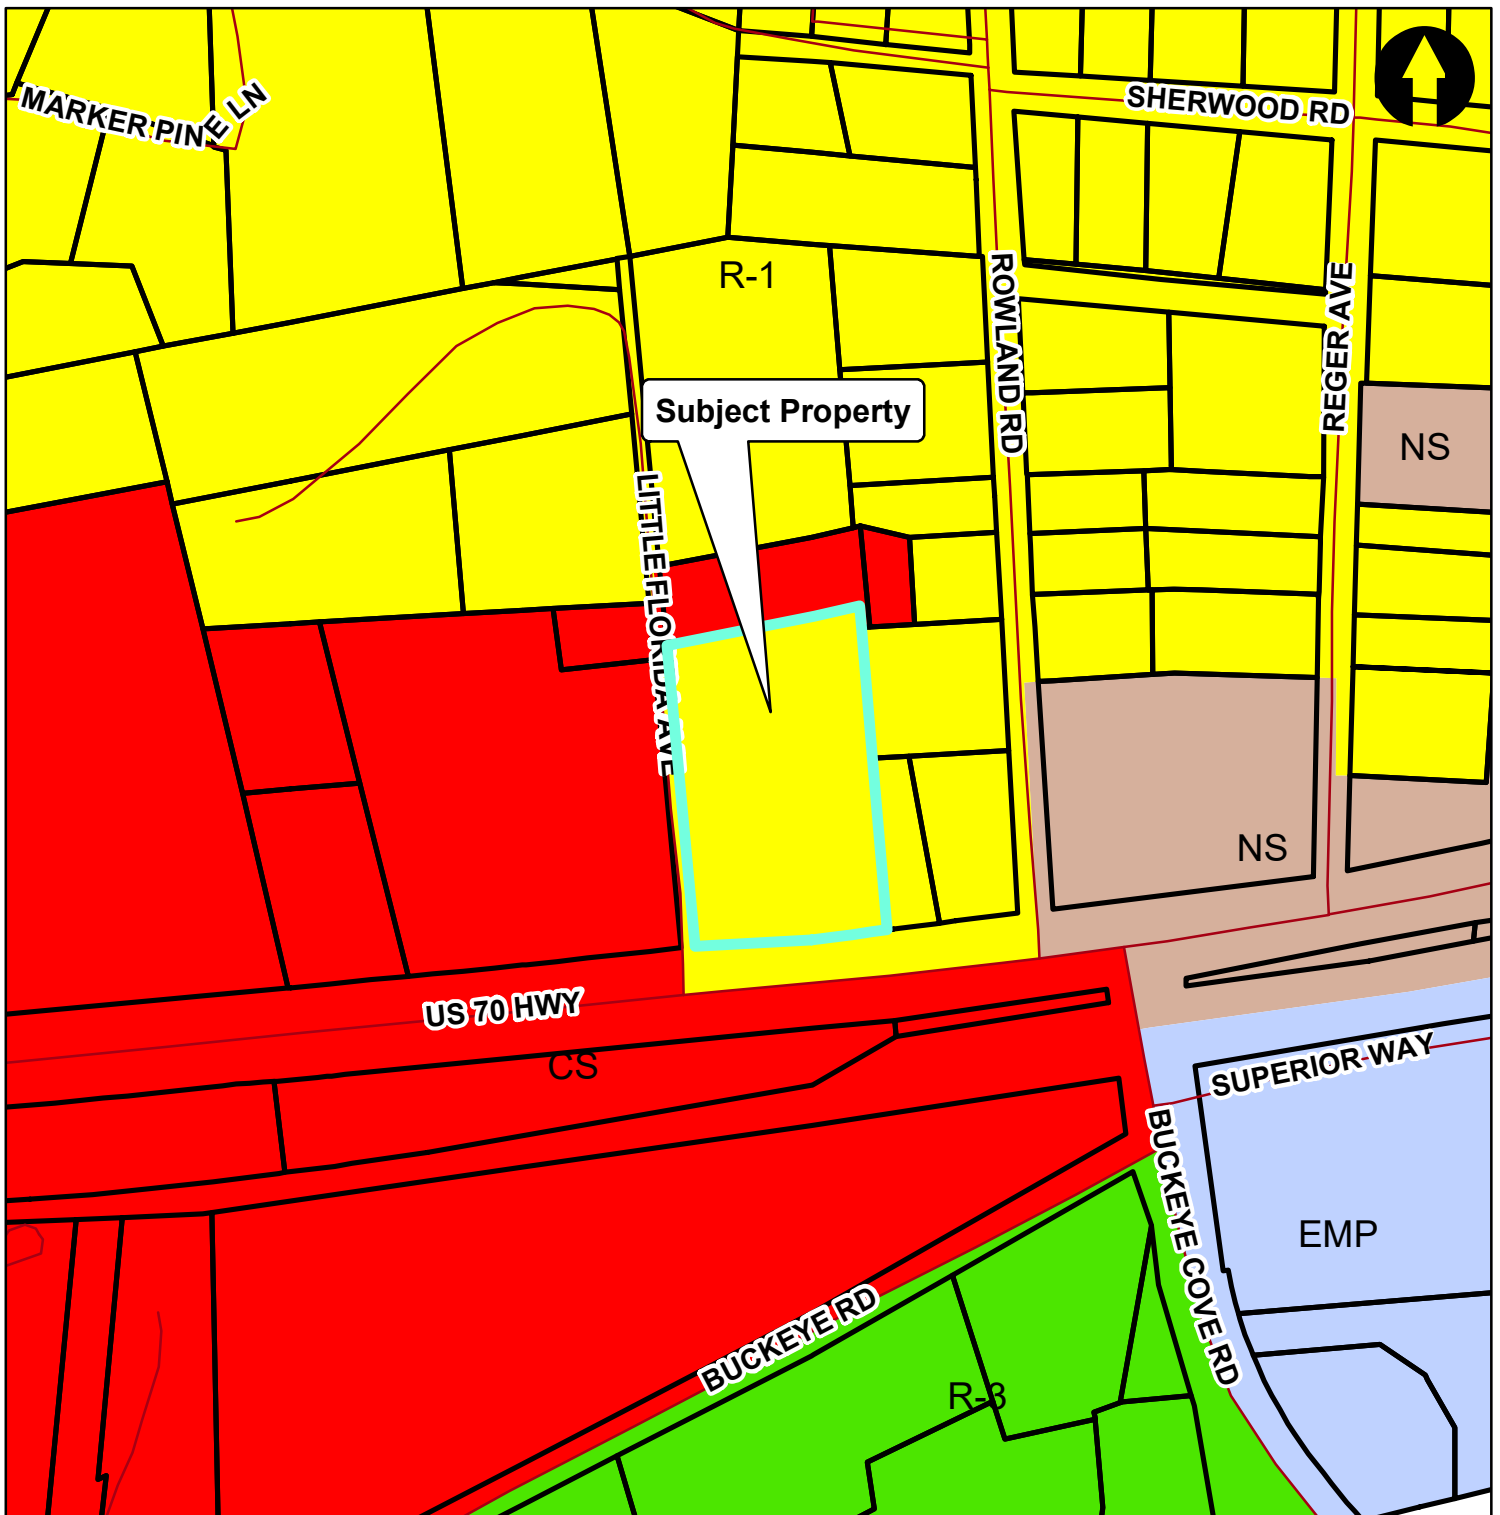 MARKER PINE LN
SHERWOOD RD
R-1
ROWLAND RD
REGER AVE
Subject Property
NS
LITTLE FLORIDA AVE
NS
US 70 HWY
CS
SUPERIOR WAY
BUCKEYE COVE RD
EMP
BUCKEYE RD
R-3